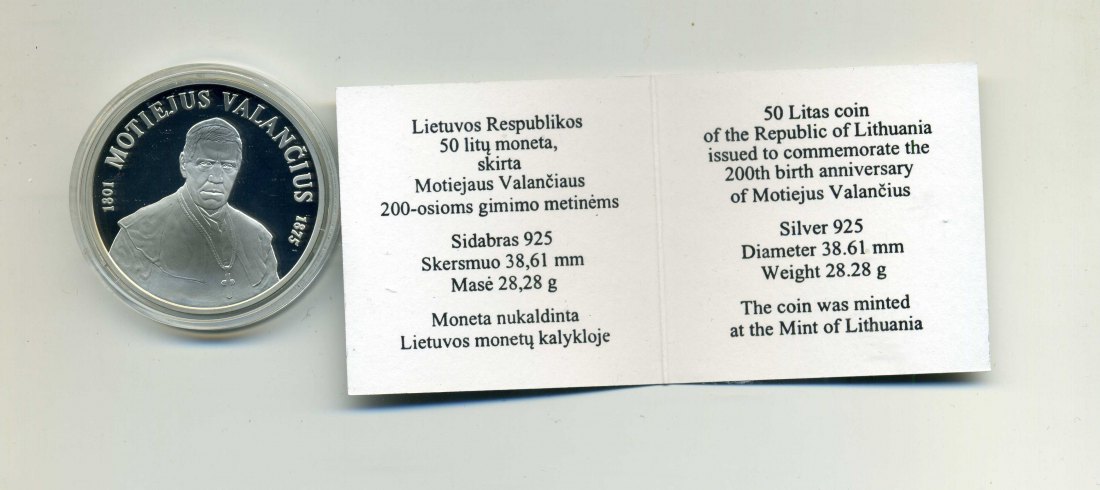 1801 MOTIEJUS VALANČIUS 1875
Lietuvos Respublikos
50 litų moneta,
skirta
Motiejaus Valančiaus
200-osioms gimimo metinėms
Sidabras 925
Skersmuo 38,61 mm
Masė 28,28 g
Moneta nukaldinta
Lietuvos monetų kalykloje
50 Litas coin
of the Republic of Lithuania
issued to commemorate the
200th birth anniversary
of Motiejus Valančius
Silver 925
Diameter 38.61 mm
Weight 28.28 g
The coin was minted
at the Mint of Lithuania